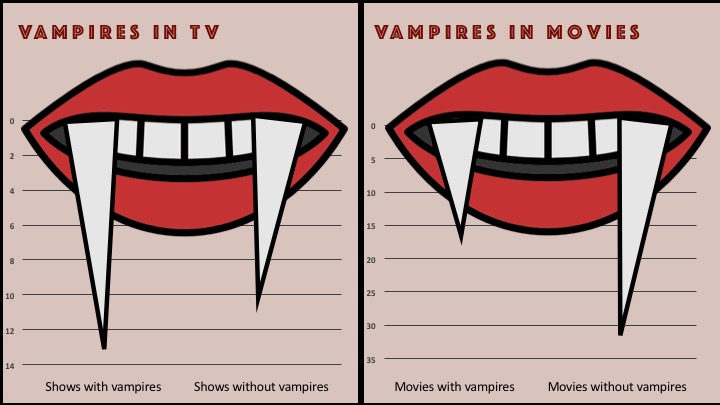 VAMPIRES IN TV
0
2
4
6
8
10
12
14
Shows with vampires
Shows without vampires
VAMPIRES IN MOVIES
0
5
10
15
20
25
30
35
Movies with vampires
Movies without vampires